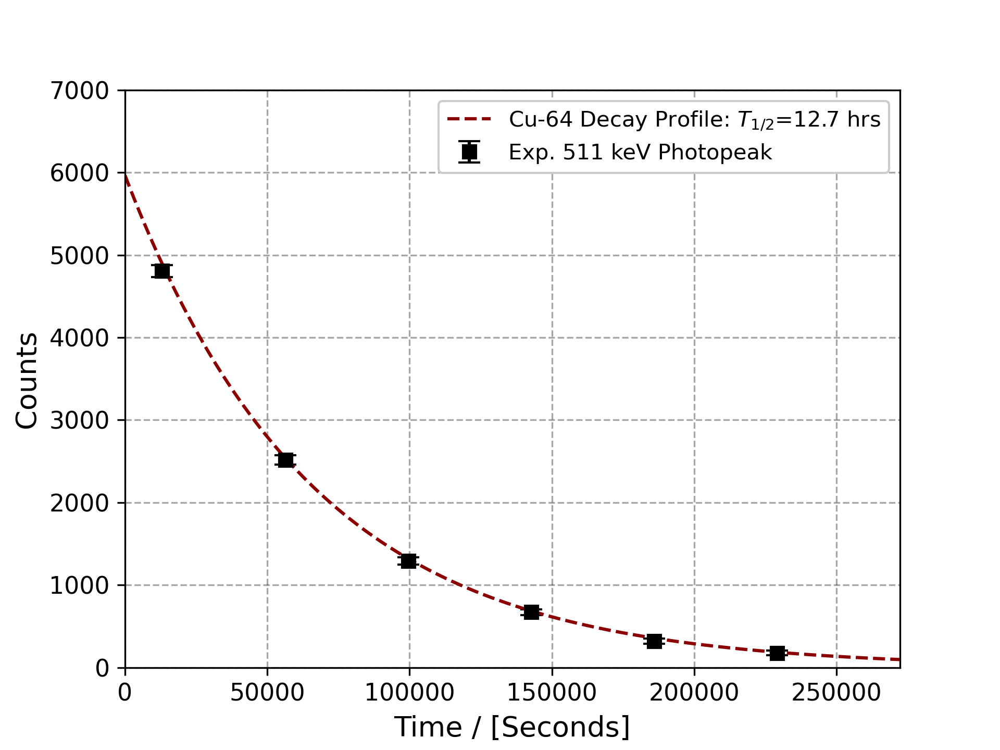 7000
6000
5000
4000
3000
2000
1000
0
Counts
Cu-64 Decay Profile: T1/2=12.7 hrs
Exp. 511 keV Photopeak
0 50000 100000 150000 200000 250000
Time / [Seconds]